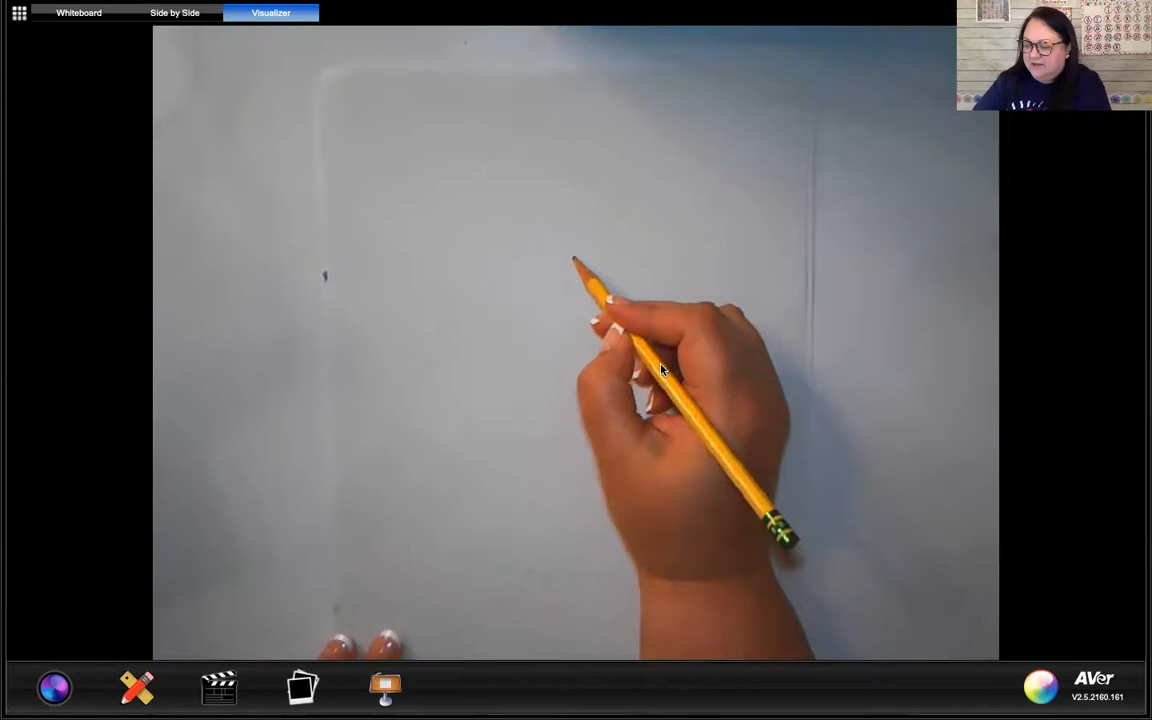 Whiteboard
Side by Side
Visualizer
AVer
V2.5.2160.161